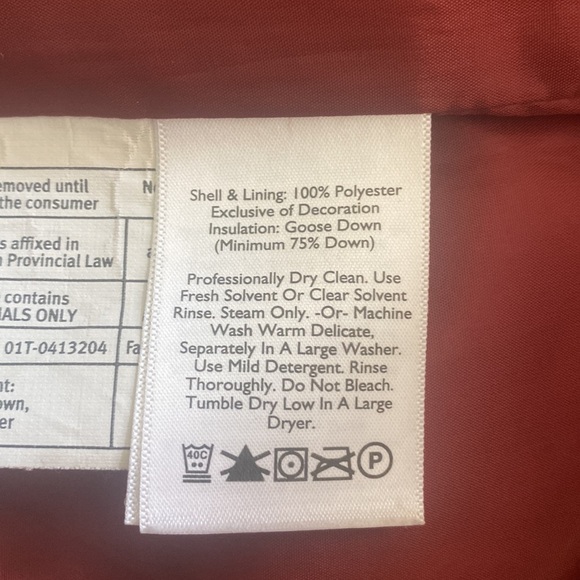 emoved until
the consumer
s affixed in
Provincial Law
contains
ALS ONLY
01T-0413204
Fa
nt:
own,
er
Shell & Lining: 100% Polyester
Exclusive of Decoration
Insulation: Goose Down
(Minimum 75% Down)
Professionally Dry Clean. Use
Fresh Solvent Or Clear Solvent
Rinse. Steam Only. -Or- Machine
Wash Warm Delicate,
Separately In A Large Washer.
Use Mild Detergent. Rinse
Thoroughly. Do Not Bleach.
Tumble Dry Low In A Large
Dryer.
40C
P